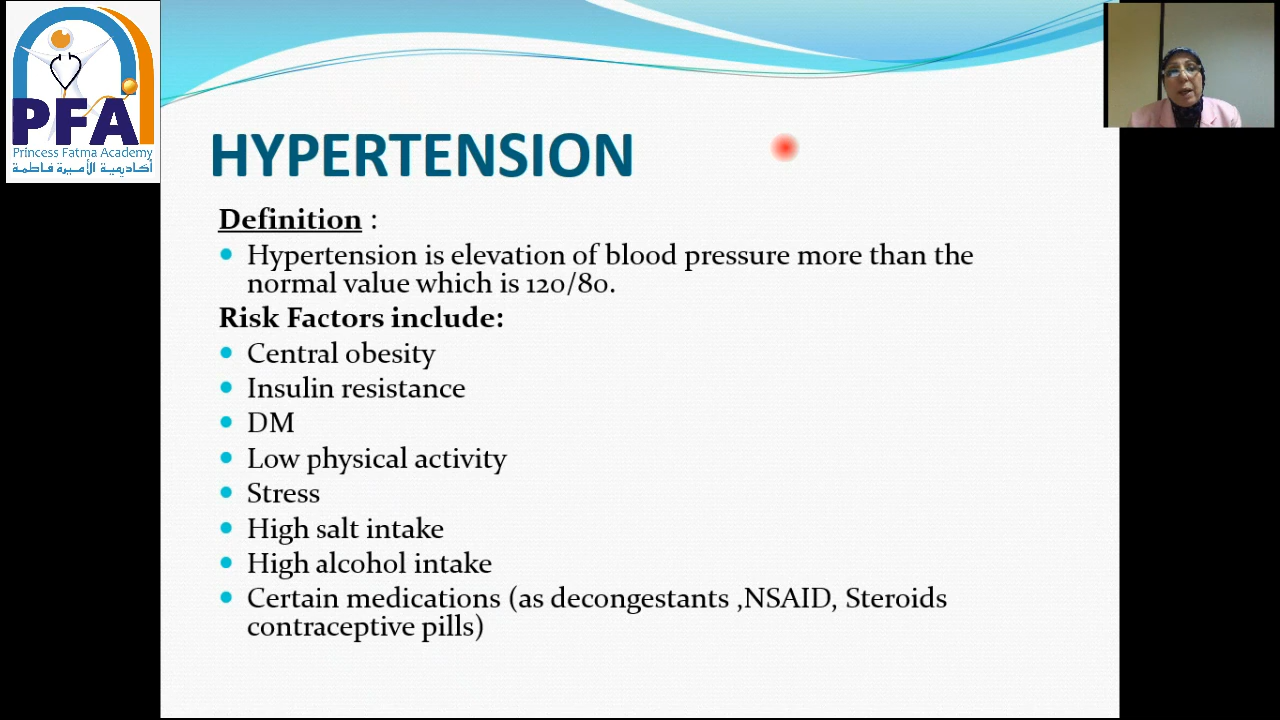 PFA
Princess Fatma Academy
أكاديمية الأميرة فاطمة
HYPERTENSION
Definition :
Hypertension is elevation of blood pressure more than the
normal value which is 120/80.
Risk Factors include:
Central obesity
Insulin resistance
DM
Low physical activity
Stress
High salt intake
High alcohol intake
Certain medications (as decongestants ,NSAID, Steroids
contraceptive pills)